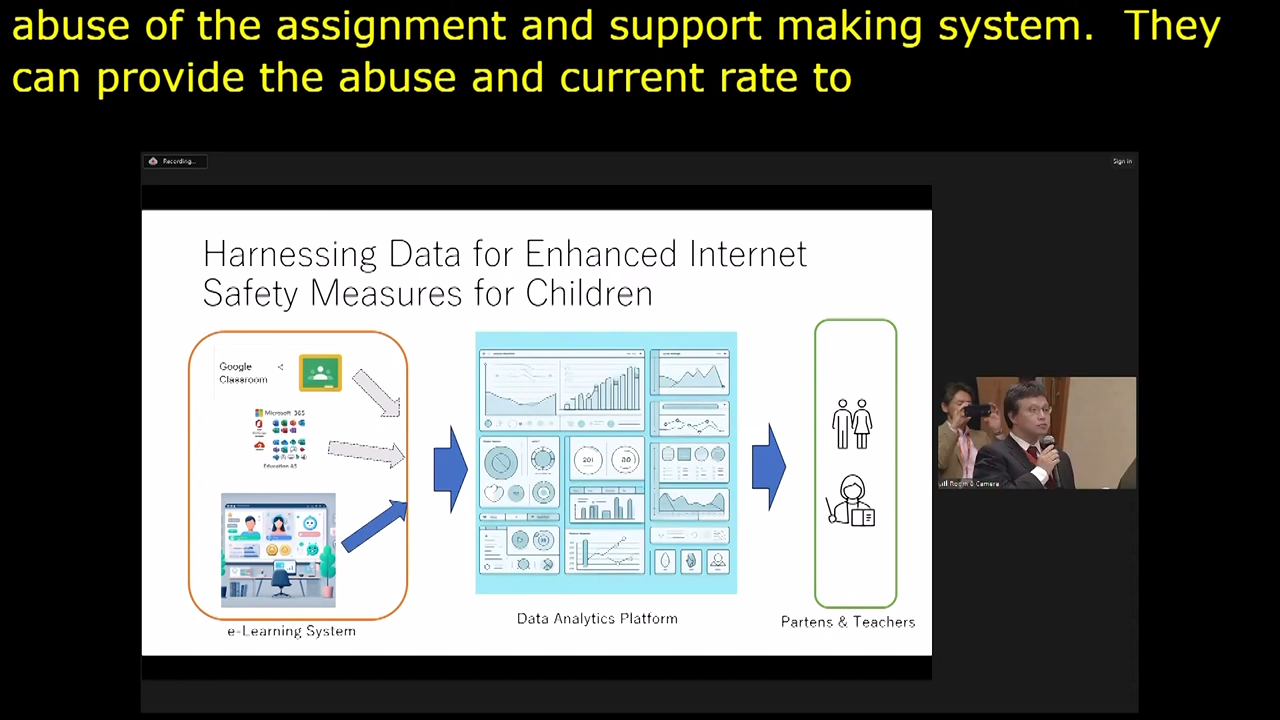 abuse of the assignment and support making system.  They
can provide the abuse and current rate to
Recording...
Sign in
Harnessing Data for Enhanced Internet
Safety Measures for Children
Google
Classroom
Microsoft 365
Education A5
e-Learning System
Data Analytics Platform
Partens & Teachers
Camera